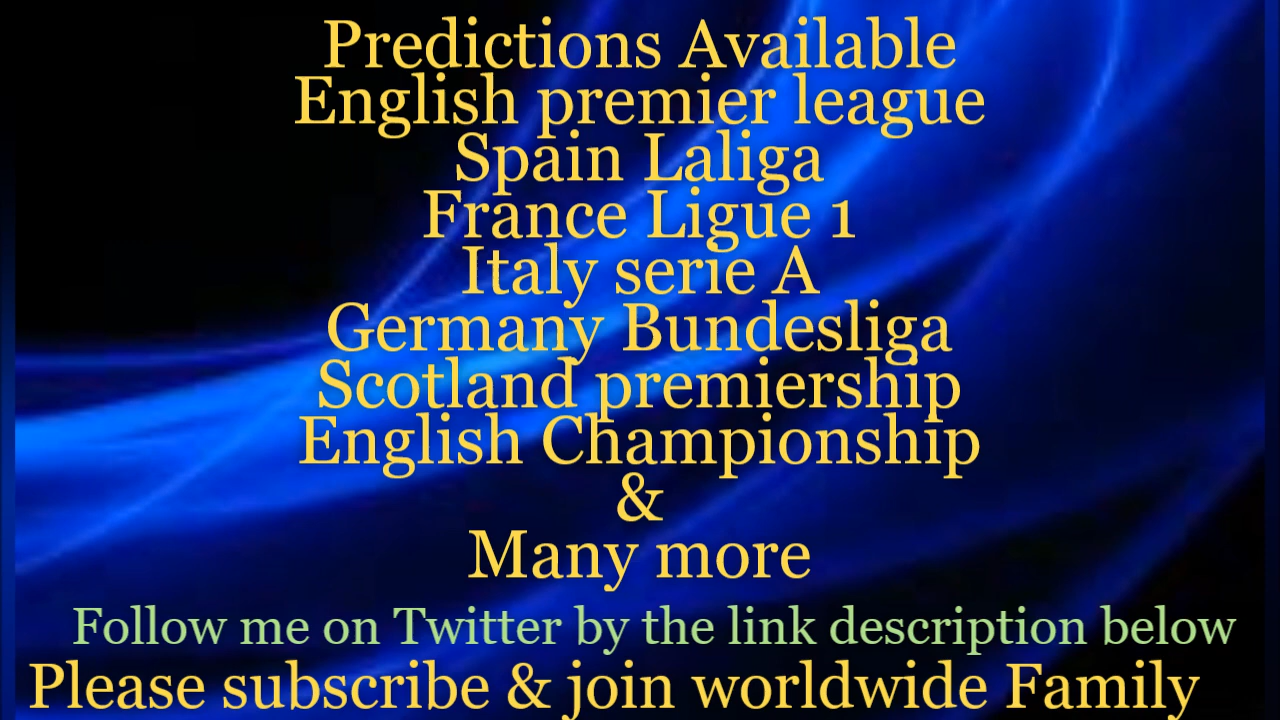 Predictions Available
English premier league
Spain Laliga
France Ligue 1
Italy serie A
Germany Bundesliga
Scotland premiership
English Championship
&
Many more
Follow me on Twitter by the link description below
Please subscribe & join worldwide Family